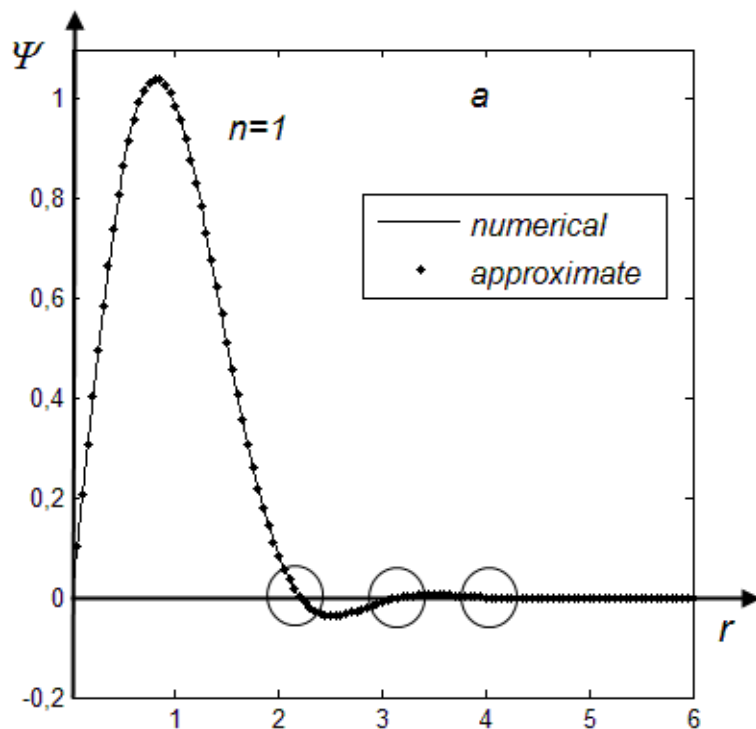 Ψ
1
a
n=1
0,8
numerical
approximate
0,6
0,4
0,2
0
r
-0,2
1 2 3 4 5 6